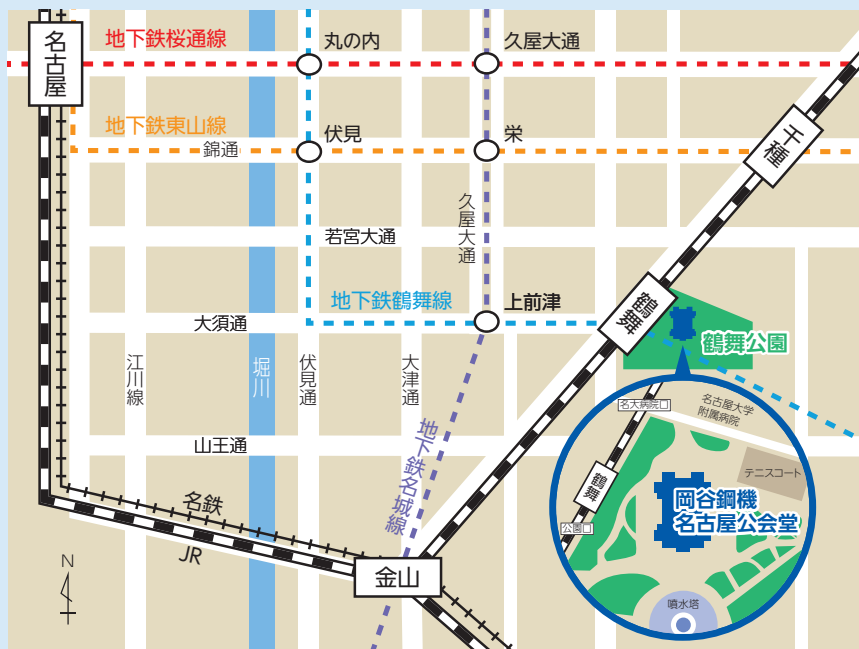 名古屋
地下鉄桜通線
丸の内
久屋大通
地下鉄東山線
錦通
伏見
栄
千種
久屋大通
若宮大通
地下鉄鶴舞線
上前津
鶴舞
鶴舞公園
大須通
江川線
堀川
伏見通
大津通
地下鉄名城線
山王通
名鉄
JR
金山
N
名大病院口
名古屋大学
附属病院
テニスコート
鶴舞
岡谷鋼機
名古屋公会堂
公園口
噴水塔